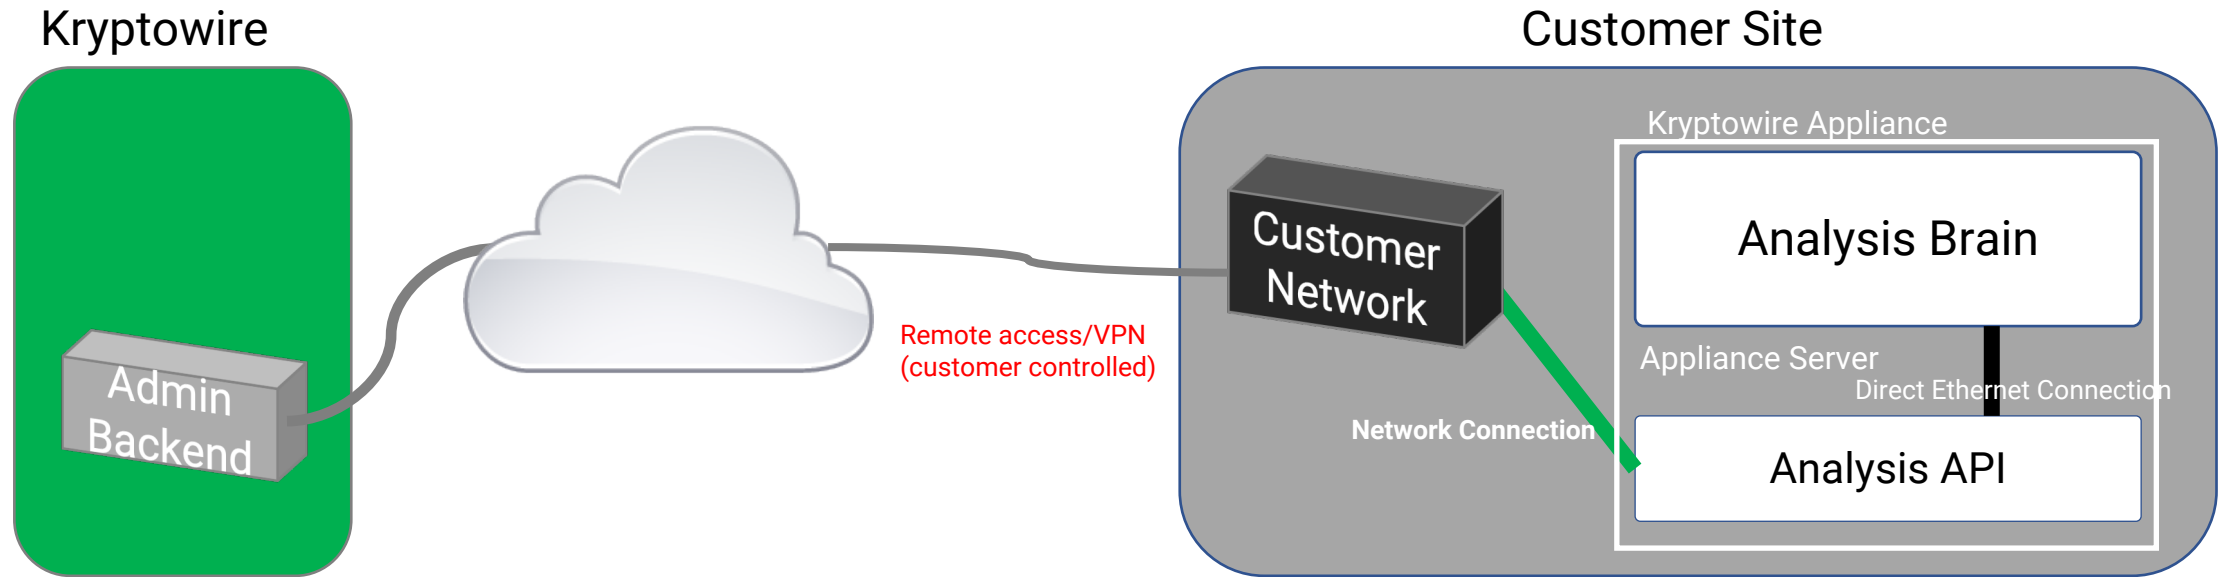 Kryptowire
Customer Site
Kryptowire Appliance
Customer
Network
Analysis Brain
Remote access/VPN
(customer controlled)
Appliance Server
Direct Ethernet Connection
Admin
Backend
Network Connection
Analysis API